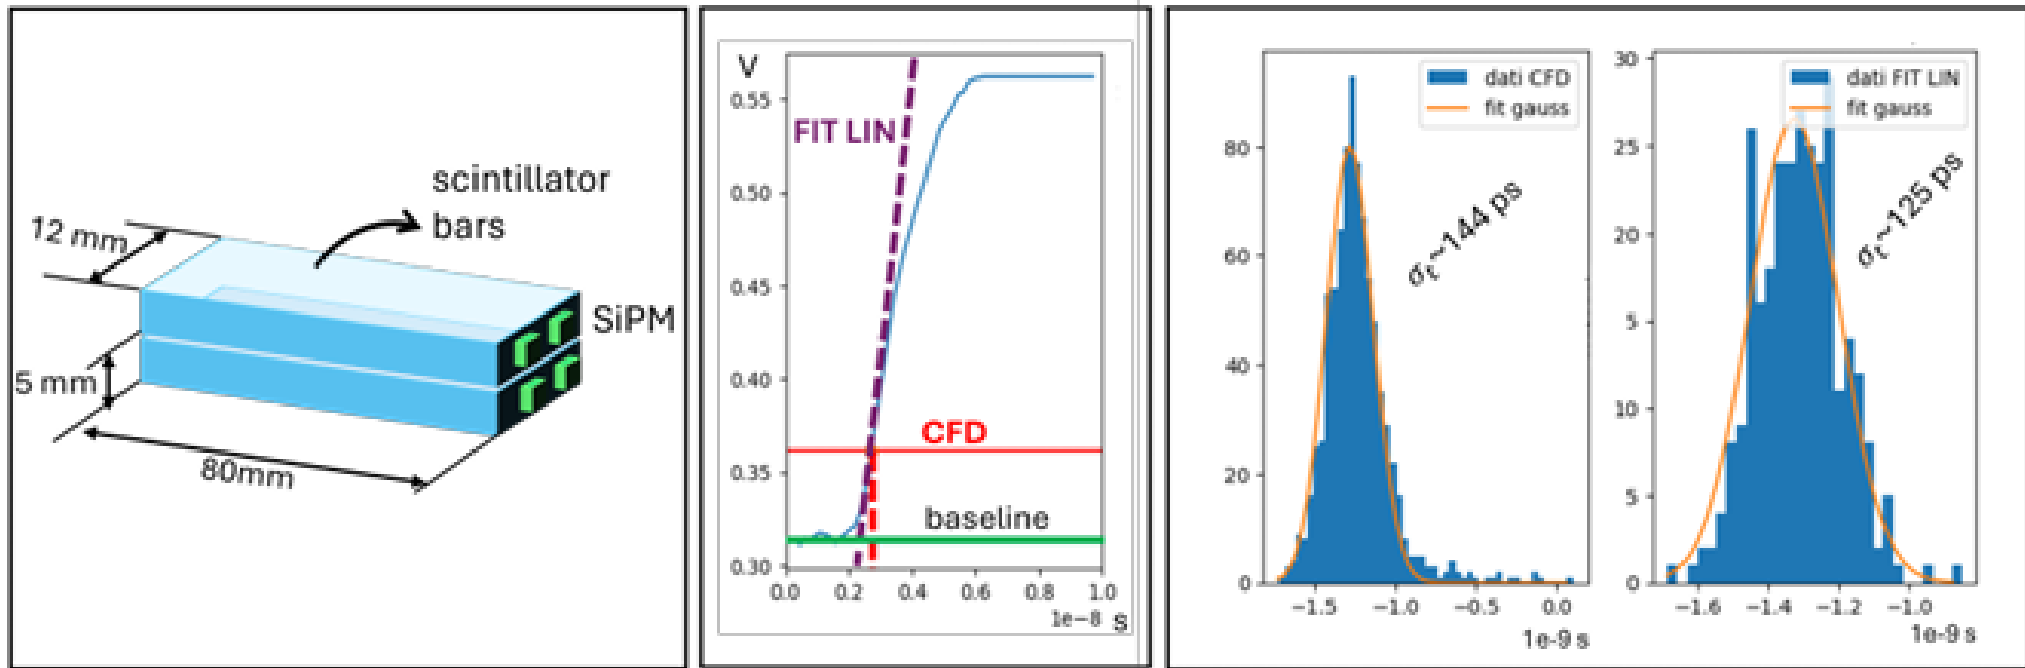 12 mm
scintillator
bars
SiPM
5 mm
80mm
V
0.55
FIT LIN
0.50
0.45
0.40
CFD
0.35
baseline
0.30
0.0 0.2 0.4 0.6 0.8 1.0
1e-8 s
dati CFD
fit gauss
80
σt~144 ps
60
40
20
0
-1.5 -1.0 -0.5 0.0
1e-9 s
30
dati FIT LIN
fit gauss
25
σt~125 ps
20
5
10
5
0
-1.6 -1.4 -1.2 -1.0
1e-9 s